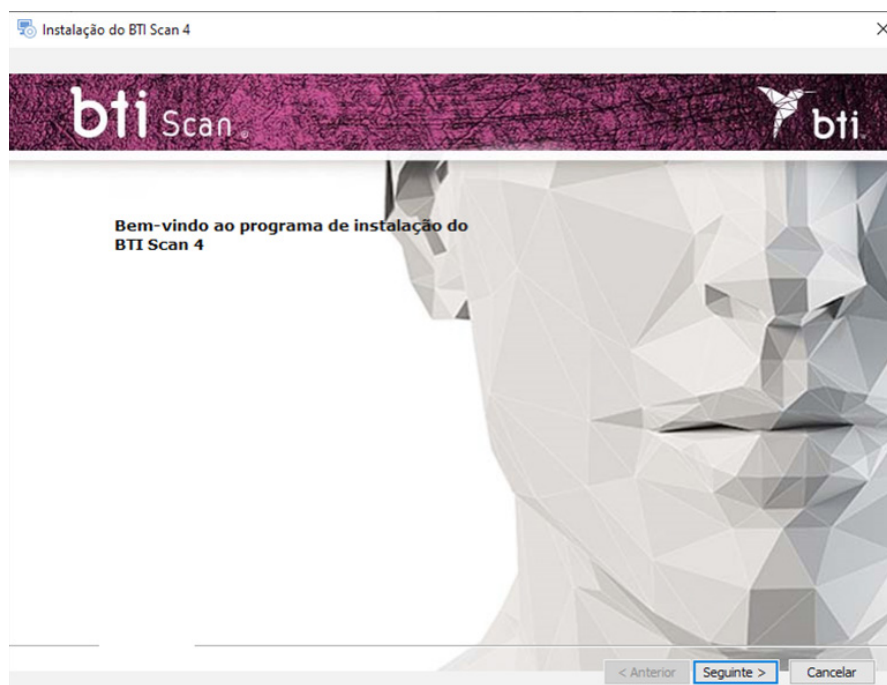 Instalação do BTI Scan 4
bti Scan®
bti.
Bem-vindo ao programa de instalação do
BTI Scan 4
< Anterior
Seguinte >
Cancelar